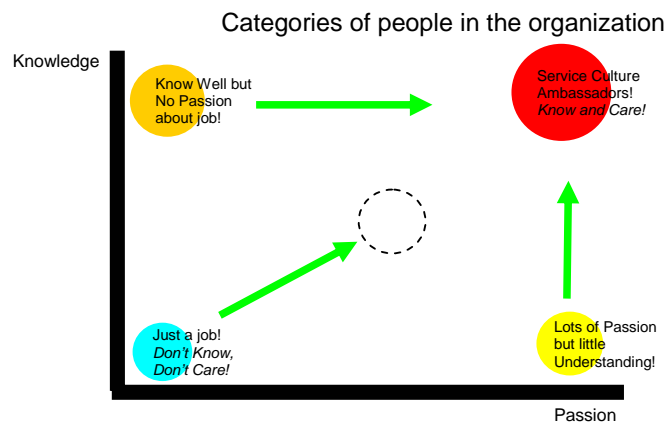 Categories of people in the organization
Knowledge
Know Well but
No Passion
about job!
Service Culture
Ambassadors!
Know and Care!
Just a job!
Don't Know,
Don't Care!
Lots of Passion
but little
Understanding!
Passion